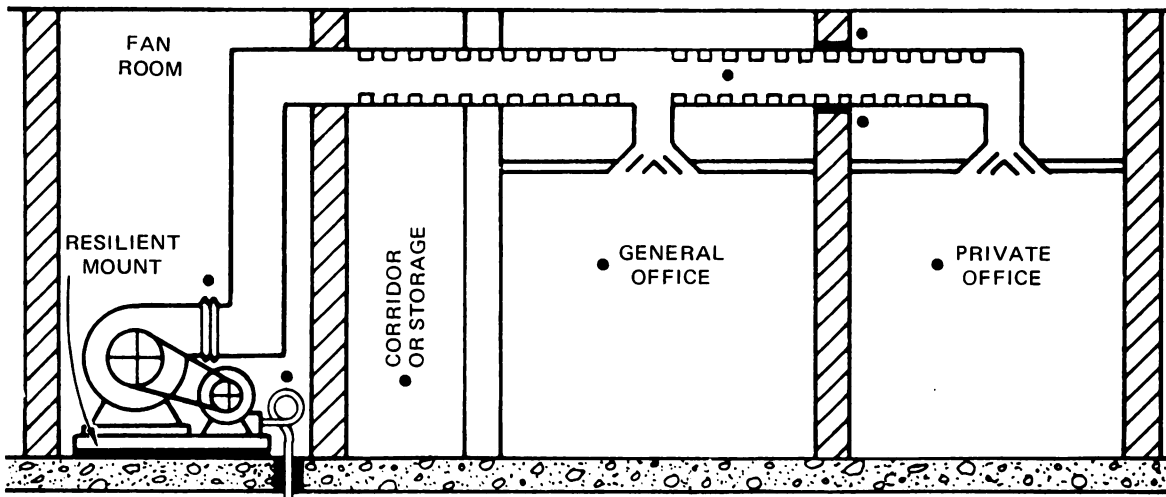 FAN
ROOM
RESILIENT
MOUNT
CORRIDOR
OR STORAGE
GENERAL
OFFICE
PRIVATE
OFFICE